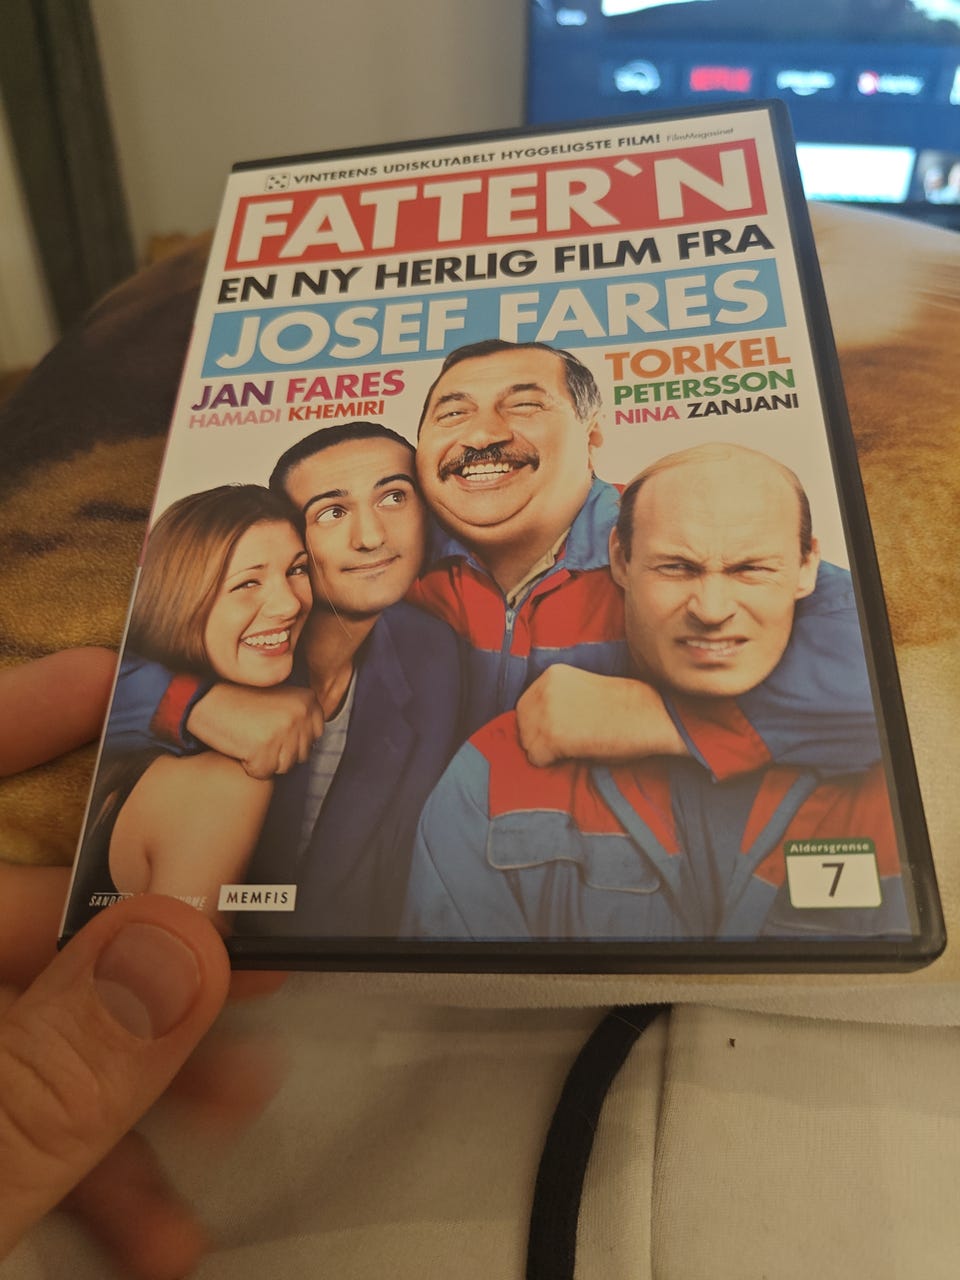 VINTERENS UDISKUTABELT HYGGELIGSTE FILM! FilmMagasinet
FATTER`N
EN NY HERLIG FILM FRA
JOSEF FARES
JAN FARES
HAMADI KHEMIRI
TORKEL
PETERSSON
NINA ZANJANI
Aldersgrense
7
MEMFIS
NETFLIX